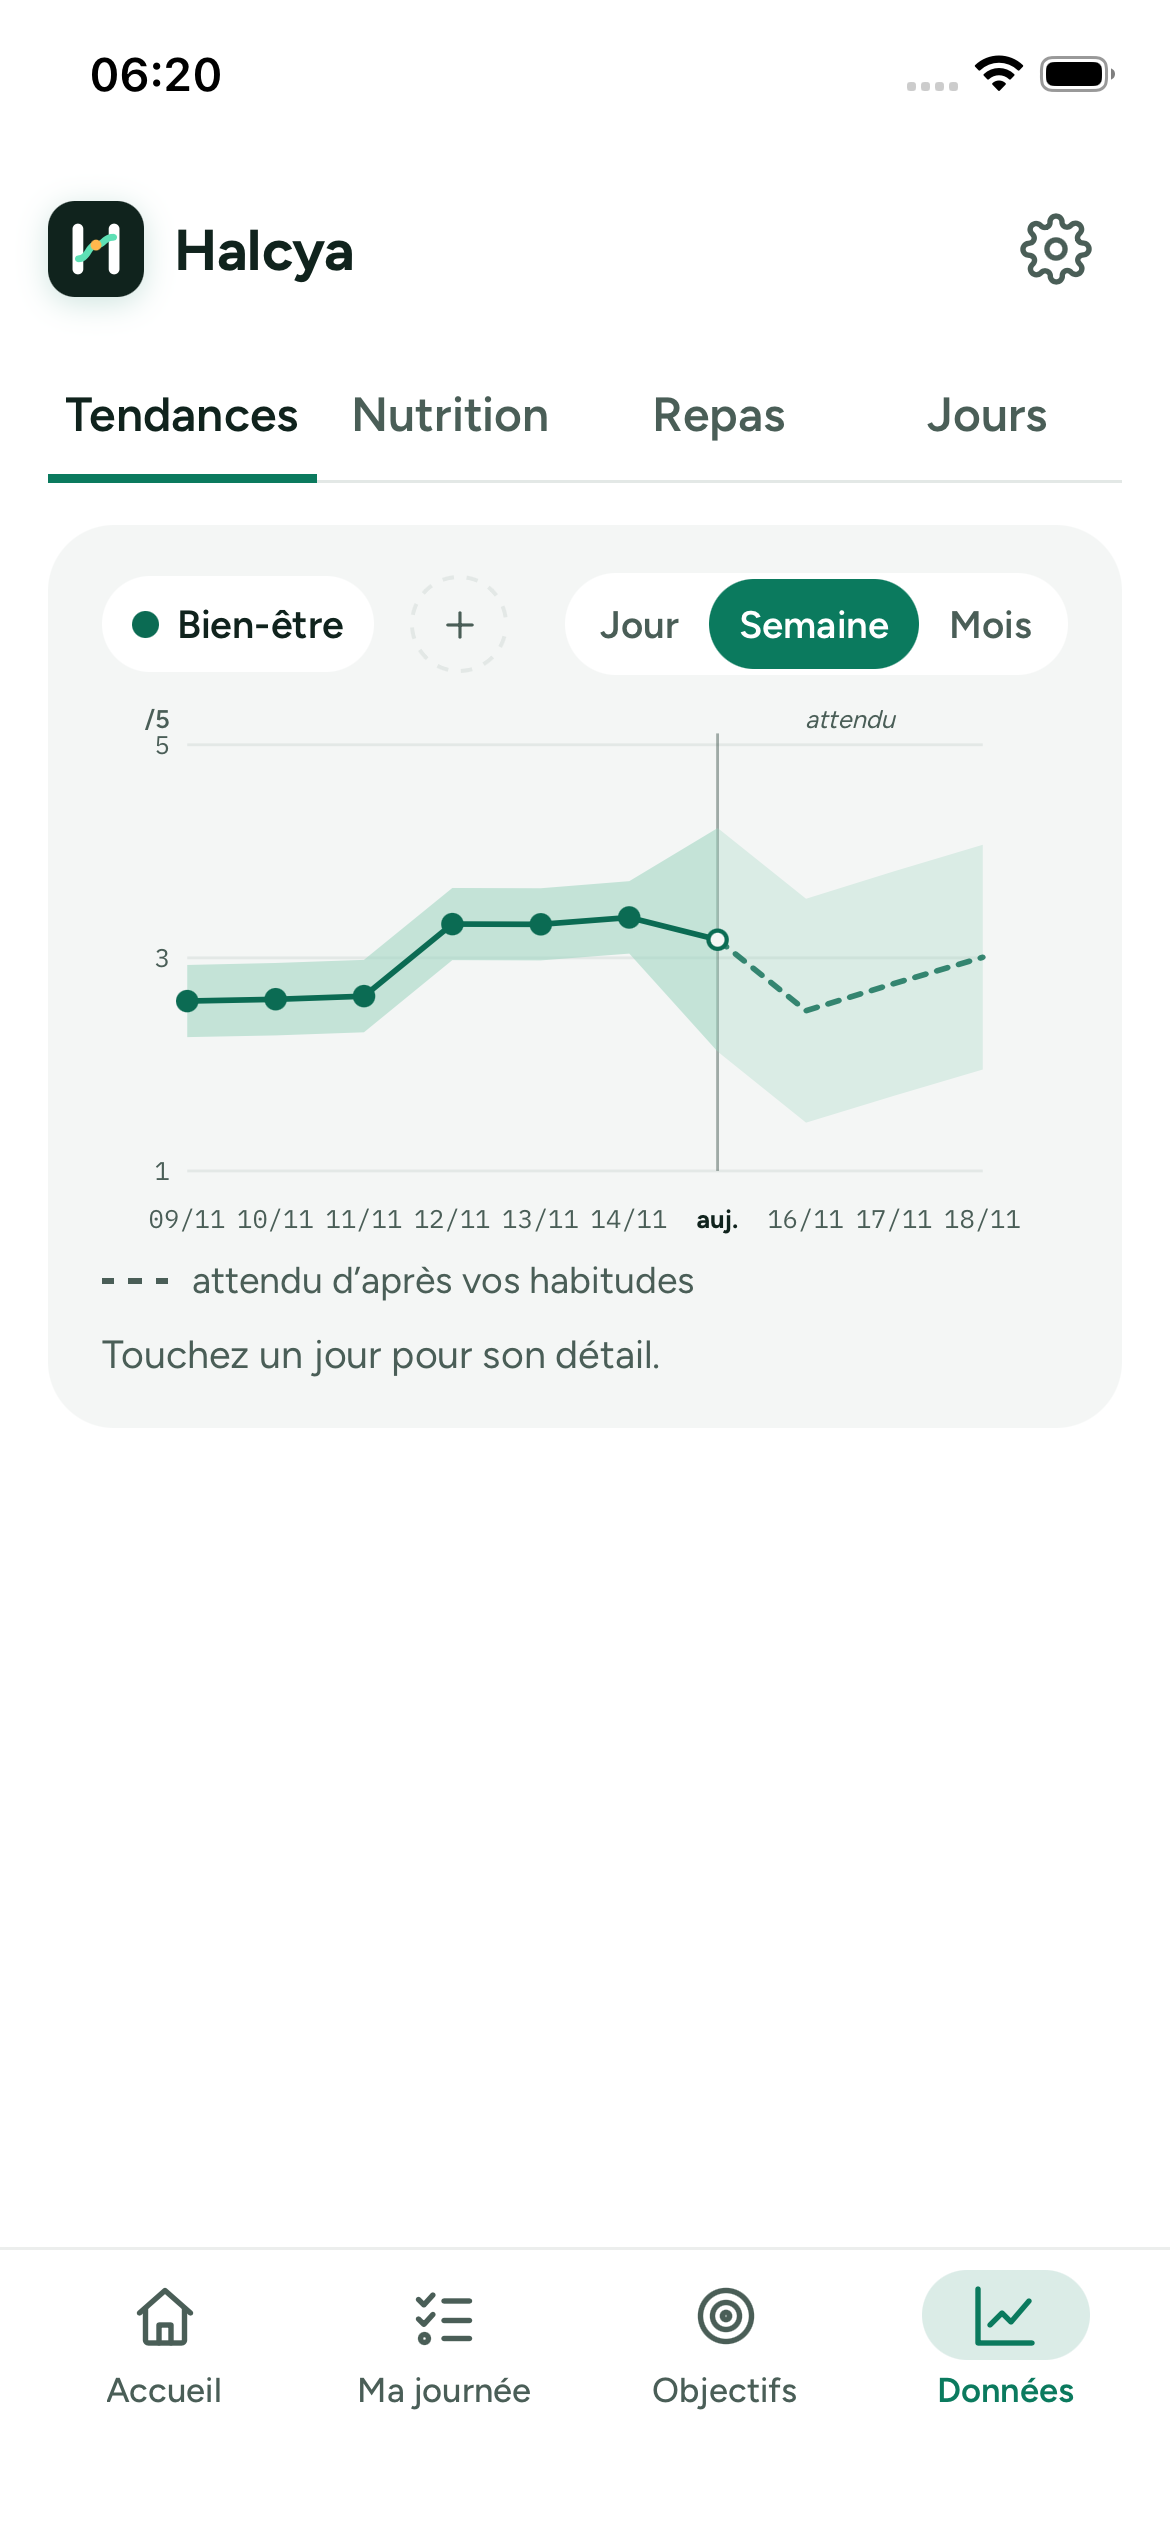 06:20
Halcya
Tendances Nutrition Repas Jours
Bien-être + Jour Semaine Mois
/5 attendu
5
3
1
09/11 10/11 11/11 12/11 13/11 14/11 auj. 16/11 17/11 18/11
attendu d’après vos habitudes
Touchez un jour pour son détail.
Accueil Ma journée Objectifs Données